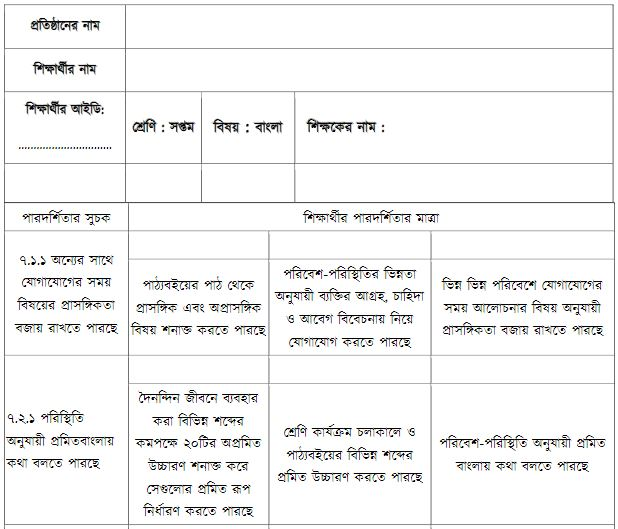 প্রতিষ্ঠানের নাম
শিক্ষার্থীর নাম
শিক্ষার্থীর আইডি:
..............................
শ্রেণি : সপ্তম
বিষয় : বাংলা
শিক্ষকের নাম :
পারদর্শিতার সুচক
শিক্ষার্থীর পারদর্শিতার মাত্রা
৭.১.১ অন্যের সাথে
যোগাযোগের সময়
বিষয়ের প্রাসঙ্গিকতা
বজায় রাখতে পারছে
পাঠ্যবইয়ের পাঠ থেকে
প্রাসঙ্গিক এবং অপ্রাসঙ্গিক
বিষয় শনাক্ত করতে পারছে
পরিবেশ-পরিস্থিতির ভিন্নতা
অনুযায়ী ব্যক্তির আগ্রহ, চাহিদা
ও আবেগ বিবেচনায় নিয়ে
যোগাযোগ করতে পারছে
ভিন্ন ভিন্ন পরিবেশে যোগাযোগের
সময় আলোচনার বিষয় অনুযায়ী
প্রাসঙ্গিকতা বজায় রাখতে পারছে
৭.২.১ পরিস্থিতি
অনুযায়ী প্রমিতবাংলায়
কথা বলতে পারছে
দৈনন্দিন জীবনে ব্যবহার
করা বিভিন্ন শব্দের
কমপক্ষে ২০টির অপ্রমিত
উচ্চারণ শনাক্ত করে
সেগুলোর প্রমিত রূপ
নির্ধারণ করতে পারছে
শ্রেণি কার্যক্রম চলাকালে ও
পাঠ্যবইয়ের বিভিন্ন শব্দের
প্রমিত উচ্চারণ করতে পারছে
পরিবেশ-পরিস্থিতি অনুযায়ী প্রমিত
বাংলায় কথা বলতে পারছে